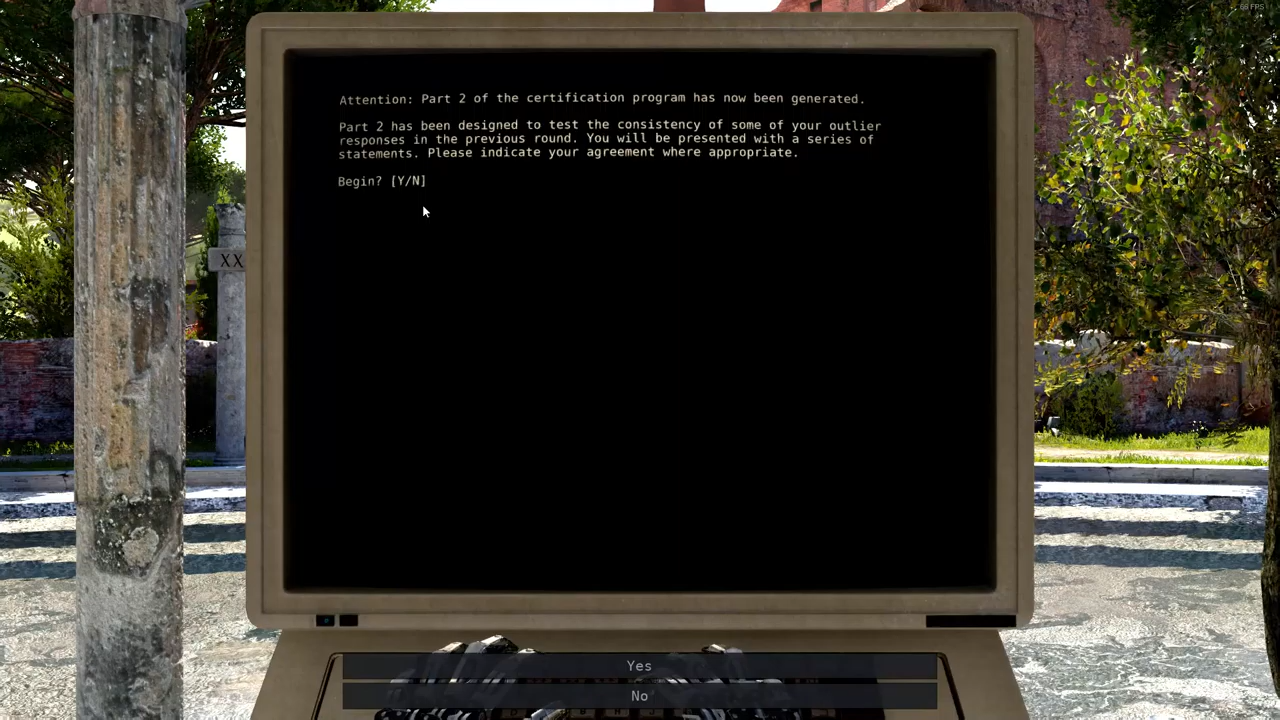 66 FPS
Attention: Part 2 of the certification program has now been generated.
Part 2 has been designed to test the consistency of some of your outlier
responses in the previous round. You will be presented with a series of
statements. Please indicate your agreement where appropriate.
Begin? [Y/N]
XX
Yes
No